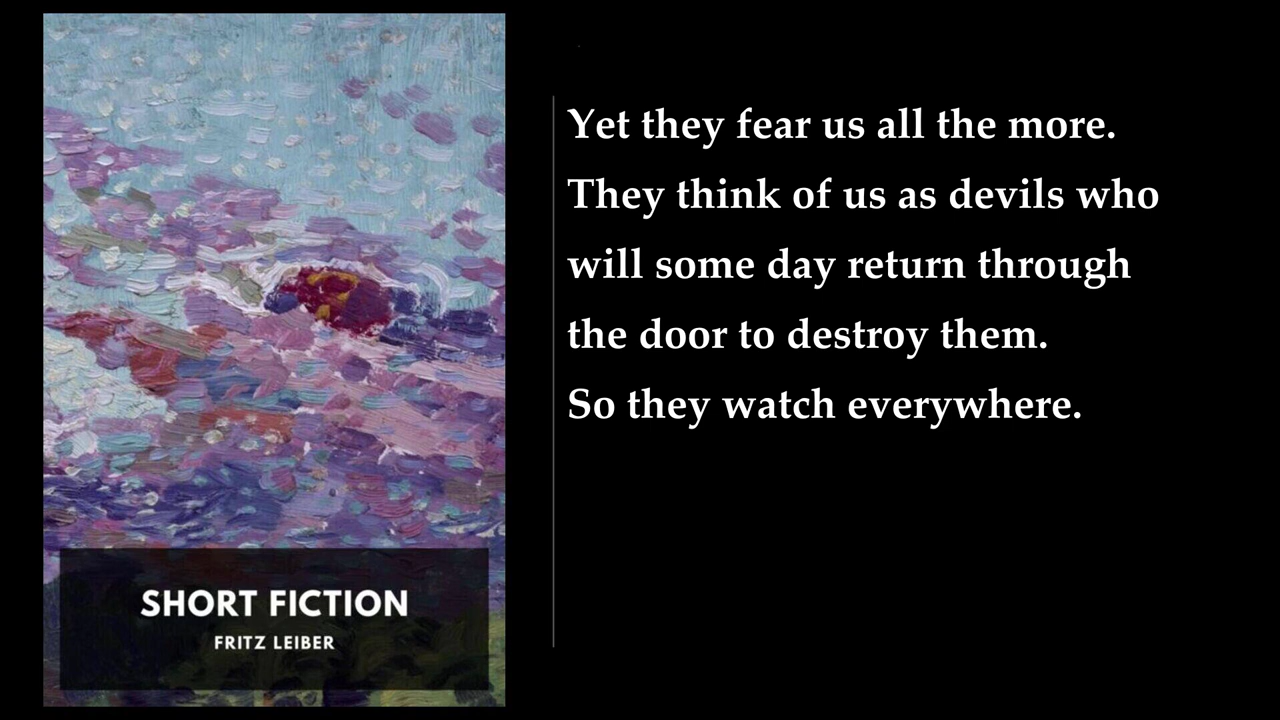 Yet they fear us all the more.
They think of us as devils who
will some day return through
the door to destroy them.
So they watch everywhere.
SHORT FICTION
FRITZ LEIBER